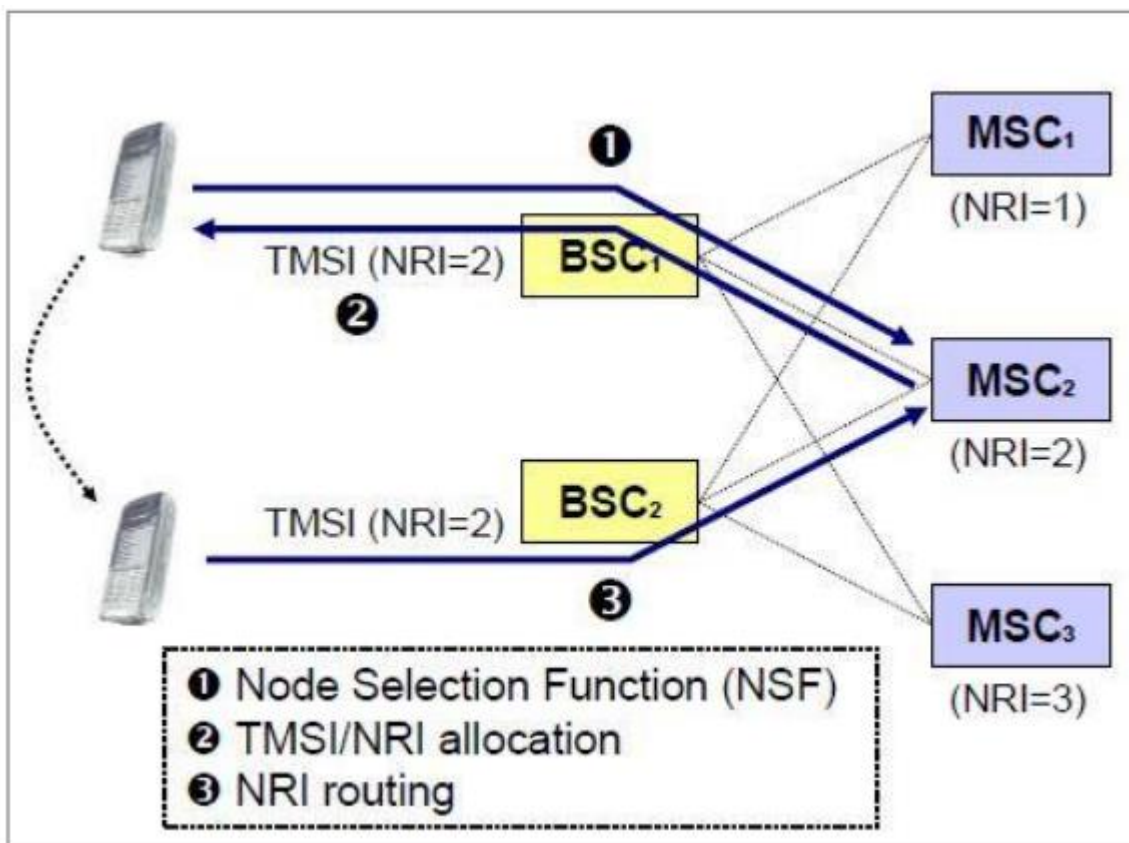 ❶
MSC₁
(NRI=1)
TMSI (NRI=2)
BSC₁
❷
MSC₂
(NRI=2)
TMSI (NRI=2)
BSC₂
❸
MSC₃
(NRI=3)
❶ Node Selection Function (NSF)
❷ TMSI/NRI allocation
❸ NRI routing